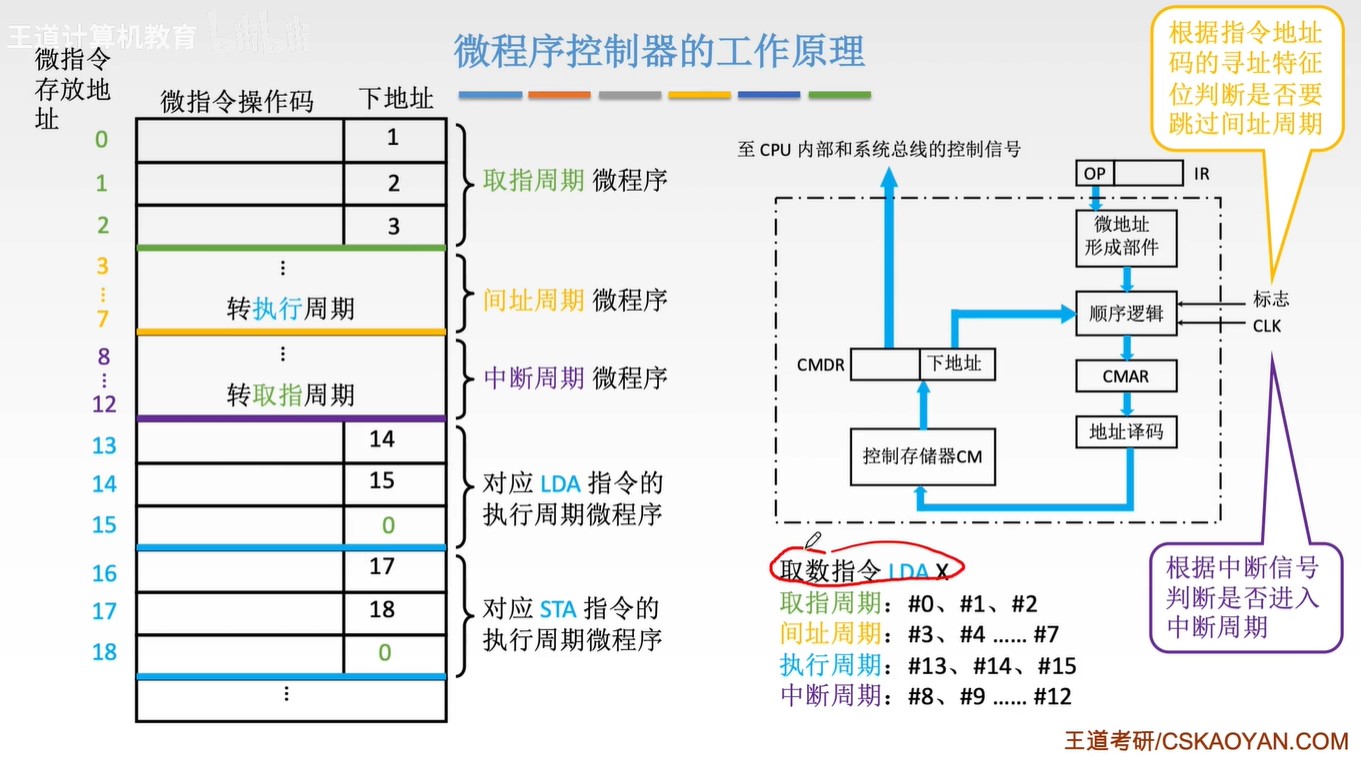 王道计算机教育 bilibili
微程序控制器的工作原理
微指令
存放地
址
微指令操作码
下地址
0
1
1
2
2
3
3
⋮
7
⋮
转执行周期
8
⋮
12
⋮
转取指周期
13
14
14
15
15
0
16
17
17
18
18
0
⋮
取指周期 微程序
间址周期 微程序
中断周期 微程序
对应 LDA 指令的
执行周期微程序
对应 STA 指令的
执行周期微程序
至 CPU 内部和系统总线的控制信号
OP
IR
微地址
形成部件
顺序逻辑
标志
CLK
CMDR
下地址
CMAR
地址译码
控制存储器CM
根据指令地址
码的寻址特征
位判断是否要
跳过间址周期
取数指令 LDA X
取指周期：#0、#1、#2
间址周期：#3、#4 …… #7
执行周期：#13、#14、#15
中断周期：#8、#9 …… #12
根据中断信号
判断是否进入
中断周期
王道考研/CSKAOYAN.COM